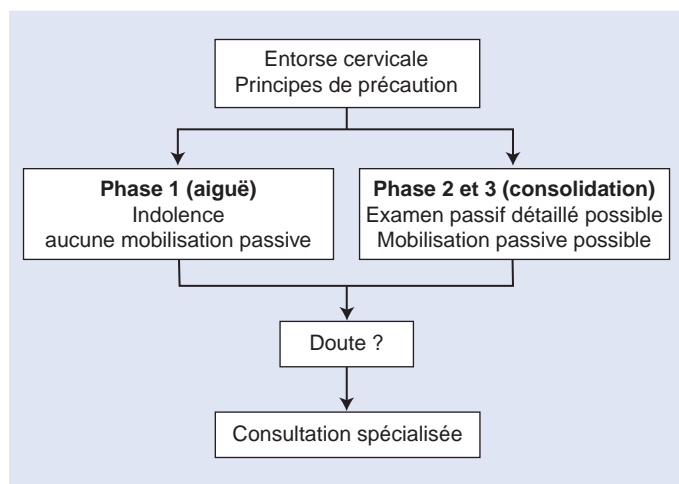 Entorse cervicale
Principes de précaution
Phase 1 (aiguë)
Indolence
aucune mobilisation passive
Phase 2 et 3 (consolidation)
Examen passif détaillé possible
Mobilisation passive possible
Doute ?
Consultation spécialisée